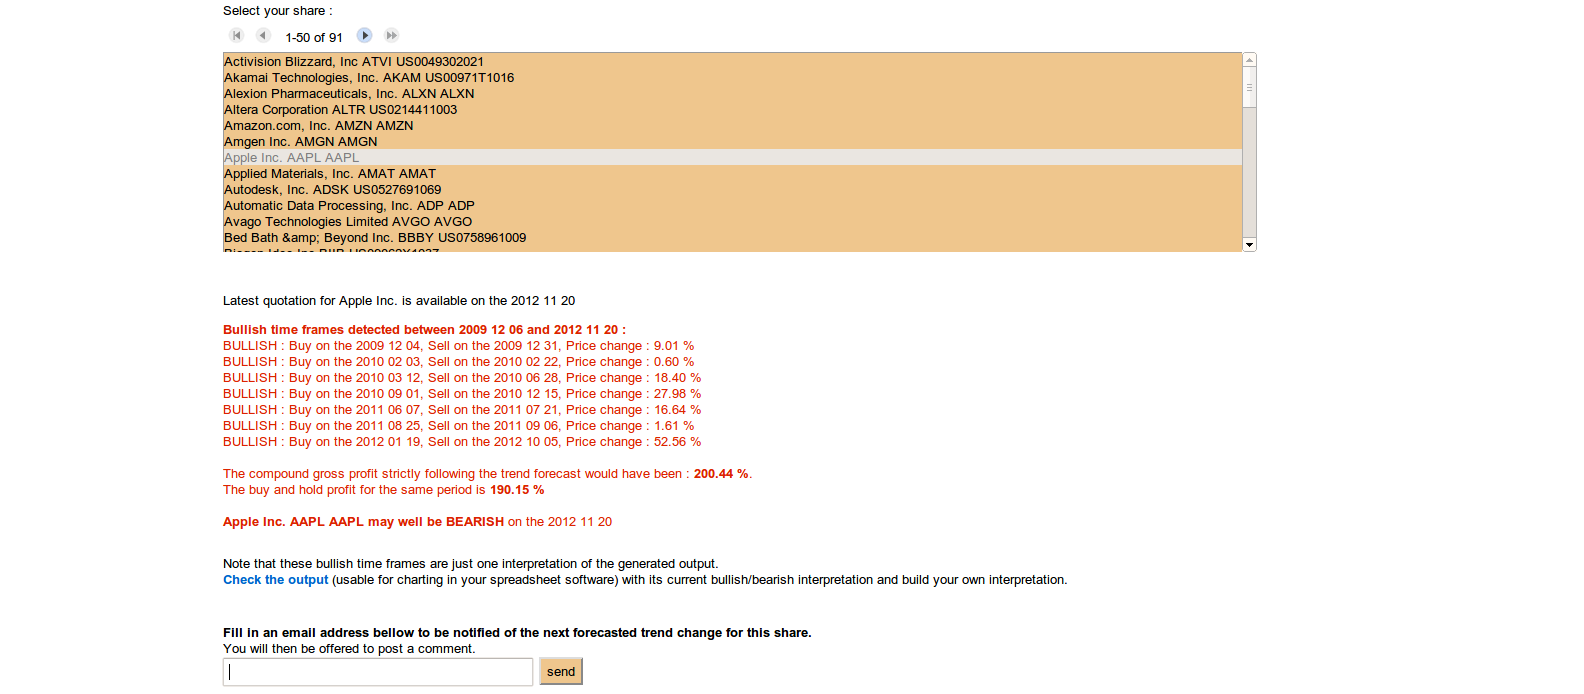 Select your share :
1-50 of 91
Activision Blizzard, Inc ATVI US0049302021
Akamai Technologies, Inc. AKAM US00971T1016
Alexion Pharmaceuticals, Inc. ALXN ALXN
Altera Corporation ALTR US0214411003
Amazon.com, Inc. AMZN AMZN
Amgen Inc. AMGN AMGN
Apple Inc. AAPL AAPL
Applied Materials, Inc. AMAT AMAT
Autodesk, Inc. ADSK US0527691069
Automatic Data Processing, Inc. ADP ADP
Avago Technologies Limited AVGO AVGO
Bed Bath &amp; Beyond Inc. BBBY US0758961009
Latest quotation for Apple Inc. is available on the 2012 11 20
Bullish time frames detected between 2009 12 06 and 2012 11 20 :
BULLISH : Buy on the 2009 12 04, Sell on the 2009 12 31, Price change : 9.01 %
BULLISH : Buy on the 2010 02 03, Sell on the 2010 02 22, Price change : 0.60 %
BULLISH : Buy on the 2010 03 12, Sell on the 2010 06 28, Price change : 18.40 %
BULLISH : Buy on the 2010 09 01, Sell on the 2010 12 15, Price change : 27.98 %
BULLISH : Buy on the 2011 06 07, Sell on the 2011 07 21, Price change : 16.64 %
BULLISH : Buy on the 2011 08 25, Sell on the 2011 09 06, Price change : 1.61 %
BULLISH : Buy on the 2012 01 19, Sell on the 2012 10 05, Price change : 52.56 %
The compound gross profit strictly following the trend forecast would have been : 200.44 %.
The buy and hold profit for the same period is 190.15 %
Apple Inc. AAPL AAPL may well be BEARISH on the 2012 11 20
Note that these bullish time frames are just one interpretation of the generated output.
Check the output (usable for charting in your spreadsheet software) with its current bullish/bearish interpretation and build your own interpretation.
Fill in an email address bellow to be notified of the next forecasted trend change for this share.
You will then be offered to post a comment.
send